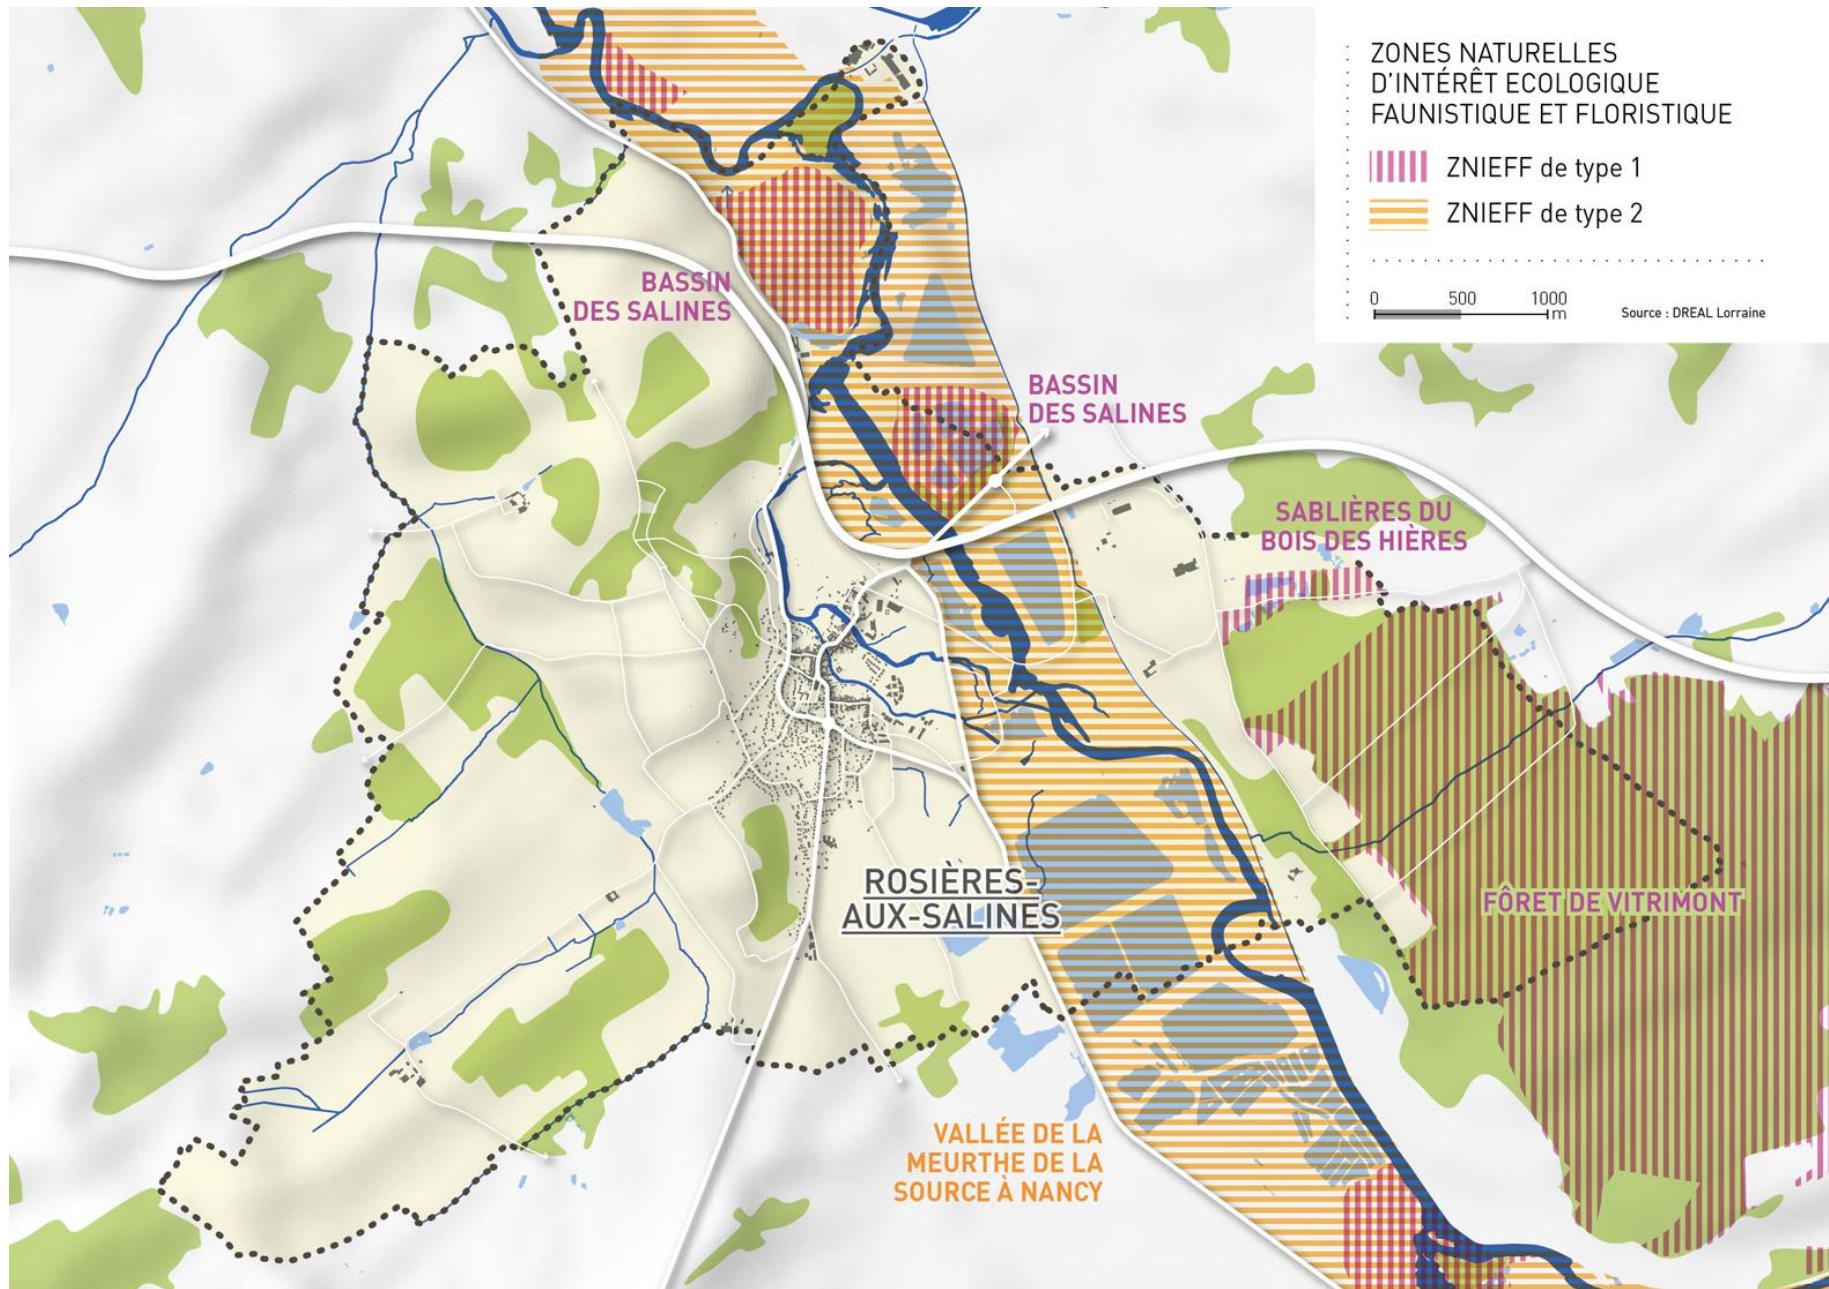 ZONES NATURELLES
D'INTÉRÊT ECOLOGIQUE
FAUNISTIQUE ET FLORISTIQUE
ZNIEFF de type 1
ZNIEFF de type 2
0 500 1000
m
Source : DREAL Lorraine
BASSIN
DES SALINES
BASSIN
DES SALINES
SABLIÈRES DU
BOIS DES HIÈRES
FÔRET DE VITRIMONT
ROSIÈRES-
AUX-SALINES
VALLÉE DE LA
MEURTHE DE LA
SOURCE À NANCY